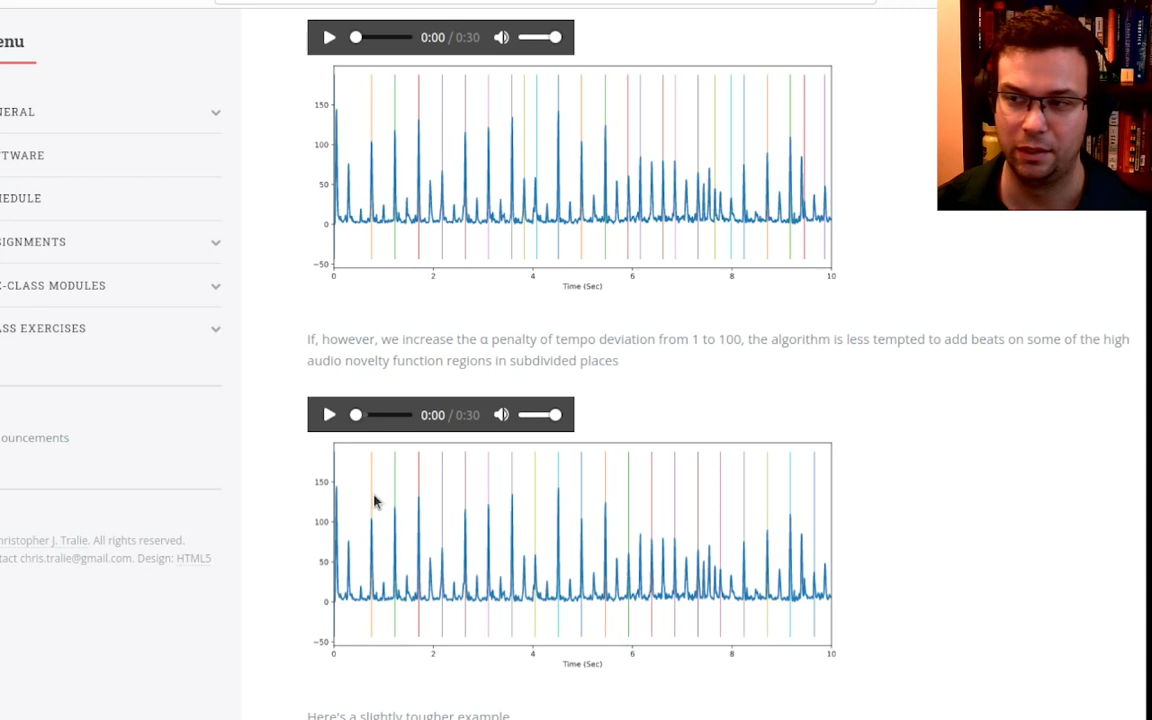 enu
NERAL
TWARE
HEDULE
SIGNMENTS
E-CLASS MODULES
ASS EXERCISES
ouncements
hristopher J. Tralie. All rights reserved.
tact chris.tralie@gmail.com. Design: HTML5
0:00 / 0:30
150
100
50
0
−50
0 2 4 6 8 10
Time (Sec)
If, however, we increase the α penalty of tempo deviation from 1 to 100, the algorithm is less tempted to add beats on some of the high
audio novelty function regions in subdivided places
0:00 / 0:30
150
100
50
0
−50
0 2 4 6 8 10
Time (Sec)
Here's a slightly tougher example